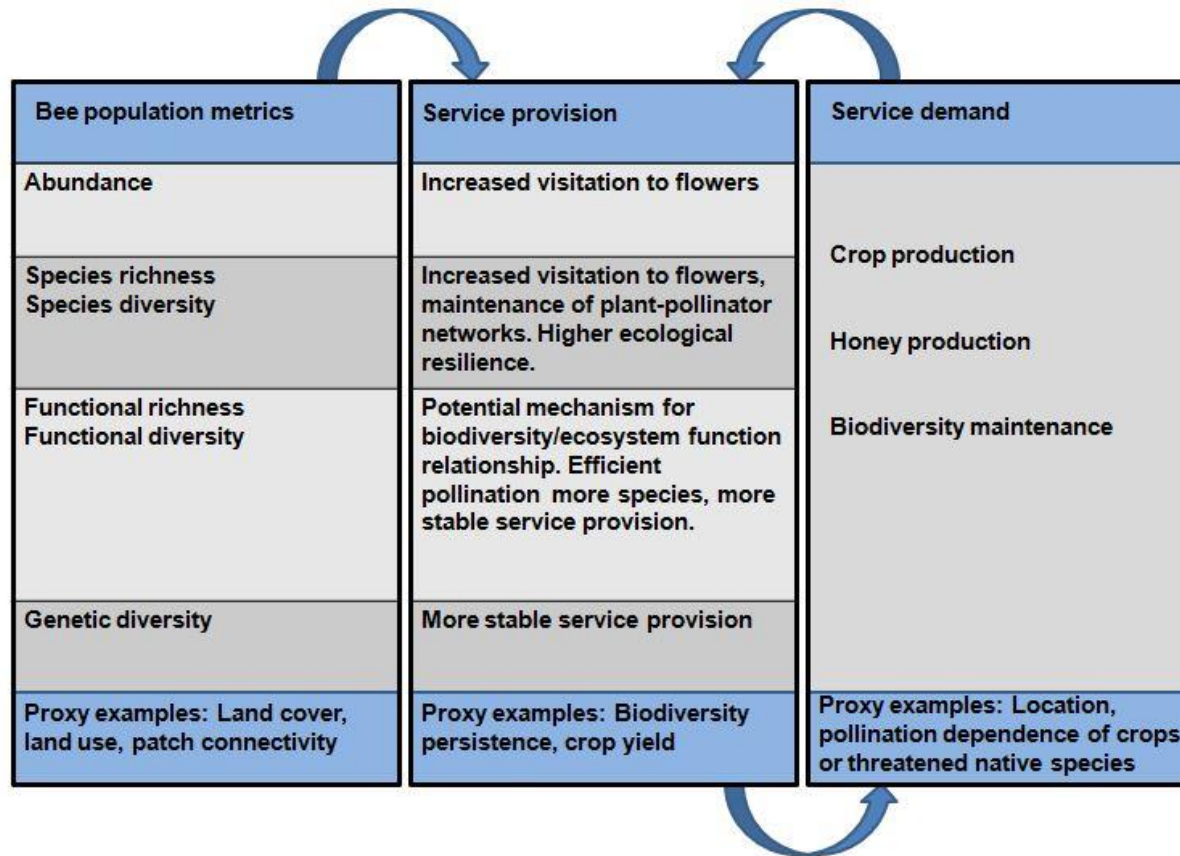 Bee population metrics
Abundance
Species richness
Species diversity
Functional richness
Functional diversity
Genetic diversity
Proxy examples: Land cover,
land use, patch connectivity
Service provision
Increased visitation to flowers
Increased visitation to flowers,
maintenance of plant-pollinator
networks. Higher ecological
resilience.
Potential mechanism for
biodiversity/ecosystem function
relationship. Efficient
pollination more species, more
stable service provision.
More stable service provision
Proxy examples: Biodiversity
persistence, crop yield
Service demand
Crop production
Honey production
Biodiversity maintenance
Proxy examples: Location,
pollination dependence of crops
or threatened native species